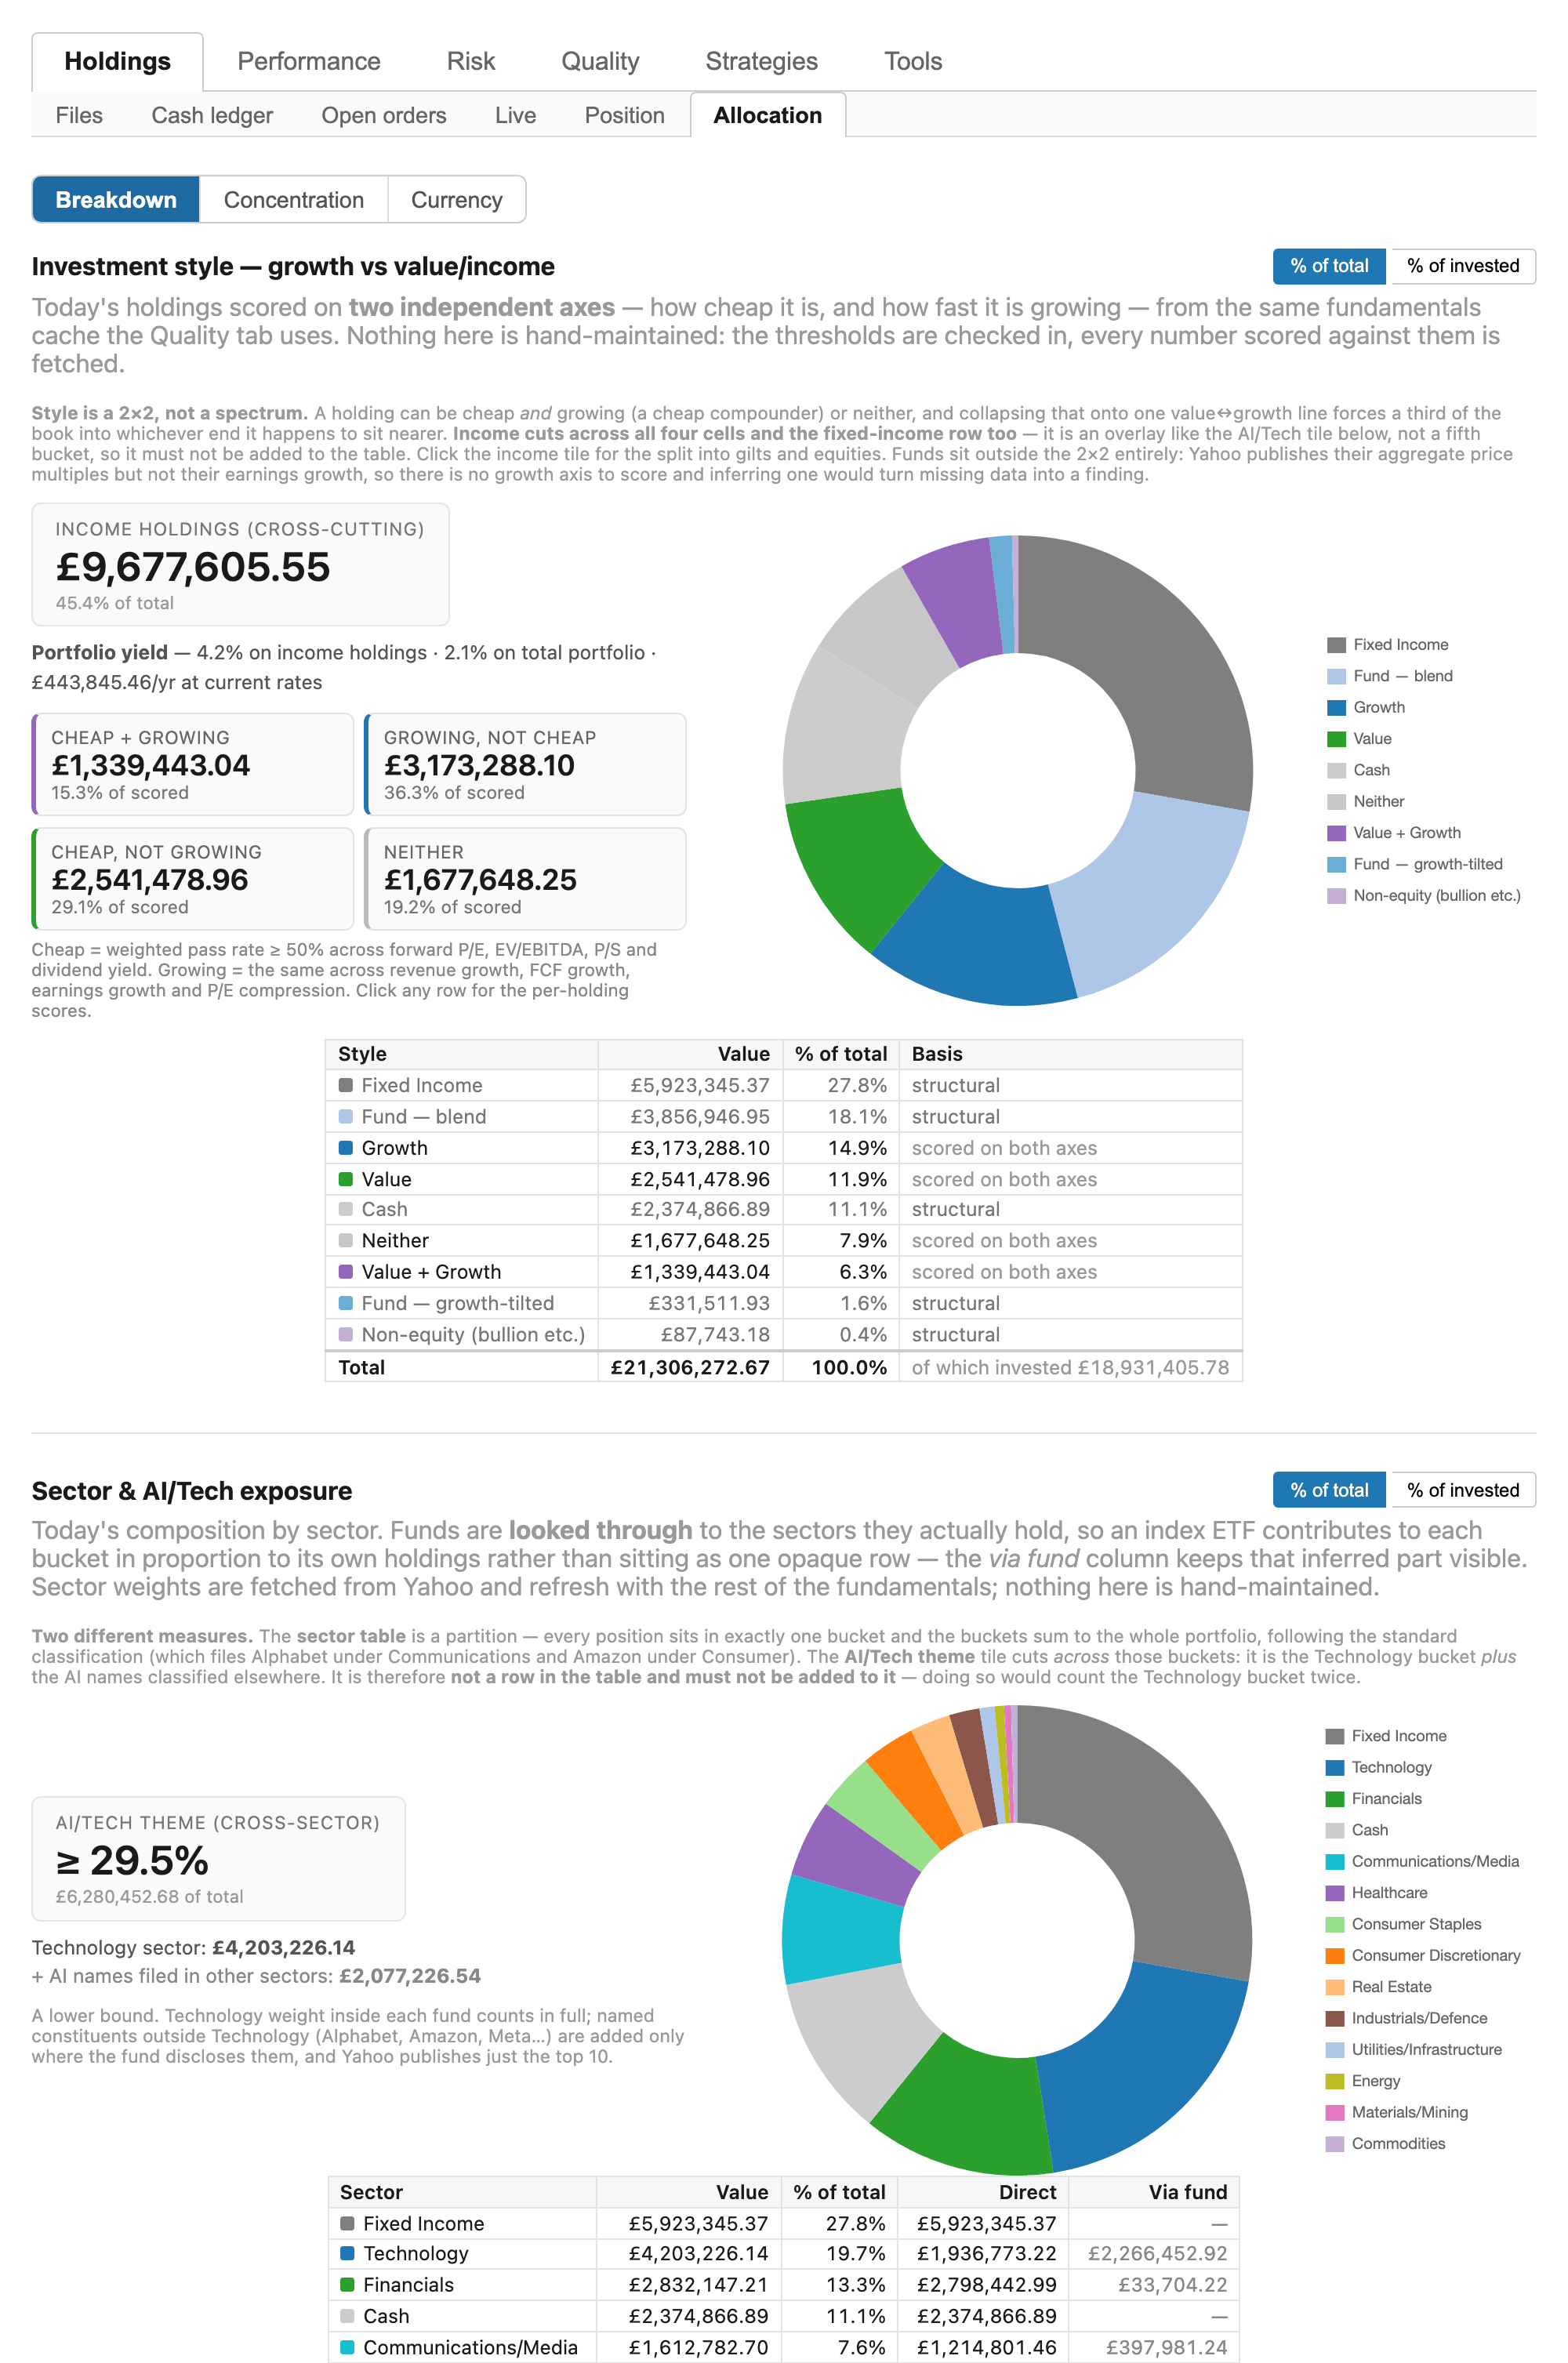 Holdings Performance Risk Quality Strategies Tools
Files Cash ledger Open orders Live Position Allocation
Breakdown Concentration Currency
Investment style — growth vs value/income
% of total % of invested
Today's holdings scored on two independent axes — how cheap it is, and how fast it is growing — from the same fundamentals
cache the Quality tab uses. Nothing here is hand-maintained: the thresholds are checked in, every number scored against them is
fetched.
Style is a 2×2, not a spectrum. A holding can be cheap and growing (a cheap compounder) or neither, and collapsing that onto one value↔growth line forces a third of the
book into whichever end it happens to sit nearer. Income cuts across all four cells and the fixed-income row too — it is an overlay like the AI/Tech tile below, not a fifth
bucket, so it must not be added to the table. Click the income tile for the split into gilts and equities. Funds sit outside the 2×2 entirely: Yahoo publishes their aggregate price
multiples but not their earnings growth, so there is no growth axis to score and inferring one would turn missing data into a finding.
INCOME HOLDINGS (CROSS-CUTTING)
£9,677,605.55
45.4% of total
Portfolio yield — 4.2% on income holdings · 2.1% on total portfolio ·
£443,845.46/yr at current rates
CHEAP + GROWING
£1,339,443.04
15.3% of scored
GROWING, NOT CHEAP
£3,173,288.10
36.3% of scored
CHEAP, NOT GROWING
£2,541,478.96
29.1% of scored
NEITHER
£1,677,648.25
19.2% of scored
Cheap = weighted pass rate ≥ 50% across forward P/E, EV/EBITDA, P/S and
dividend yield. Growing = the same across revenue growth, FCF growth,
earnings growth and P/E compression. Click any row for the per-holding
scores.
Fixed Income
Fund — blend
Growth
Value
Cash
Neither
Value + Growth
Fund — growth-tilted
Non-equity (bullion etc.)
Style Value % of total Basis
Fixed Income £5,923,345.37 27.8% structural
Fund — blend £3,856,946.95 18.1% structural
Growth £3,173,288.10 14.9% scored on both axes
Value £2,541,478.96 11.9% scored on both axes
Cash £2,374,866.89 11.1% structural
Neither £1,677,648.25 7.9% scored on both axes
Value + Growth £1,339,443.04 6.3% scored on both axes
Fund — growth-tilted £331,511.93 1.6% structural
Non-equity (bullion etc.) £87,743.18 0.4% structural
Total £21,306,272.67 100.0% of which invested £18,931,405.78
Sector & AI/Tech exposure
% of total % of invested
Today's composition by sector. Funds are looked through to the sectors they actually hold, so an index ETF contributes to each
bucket in proportion to its own holdings rather than sitting as one opaque row — the via fund column keeps that inferred part visible.
Sector weights are fetched from Yahoo and refresh with the rest of the fundamentals; nothing here is hand-maintained.
Two different measures. The sector table is a partition — every position sits in exactly one bucket and the buckets sum to the whole portfolio, following the standard
classification (which files Alphabet under Communications and Amazon under Consumer). The AI/Tech theme tile cuts across those buckets: it is the Technology bucket plus
the AI names classified elsewhere. It is therefore not a row in the table and must not be added to it — doing so would count the Technology bucket twice.
AI/TECH THEME (CROSS-SECTOR)
≥ 29.5%
£6,280,452.68 of total
Technology sector: £4,203,226.14
+ AI names filed in other sectors: £2,077,226.54
A lower bound. Technology weight inside each fund counts in full; named
constituents outside Technology (Alphabet, Amazon, Meta…) are added only
where the fund discloses them, and Yahoo publishes just the top 10.
Fixed Income
Technology
Financials
Cash
Communications/Media
Healthcare
Consumer Staples
Consumer Discretionary
Real Estate
Industrials/Defence
Utilities/Infrastructure
Energy
Materials/Mining
Commodities
Sector Value % of total Direct Via fund
Fixed Income £5,923,345.37 27.8% £5,923,345.37 —
Technology £4,203,226.14 19.7% £1,936,773.22 £2,266,452.92
Financials £2,832,147.21 13.3% £2,798,442.99 £33,704.22
Cash £2,374,866.89 11.1% £2,374,866.89 —
Communications/Media £1,612,782.70 7.6% £1,214,801.46 £397,981.24